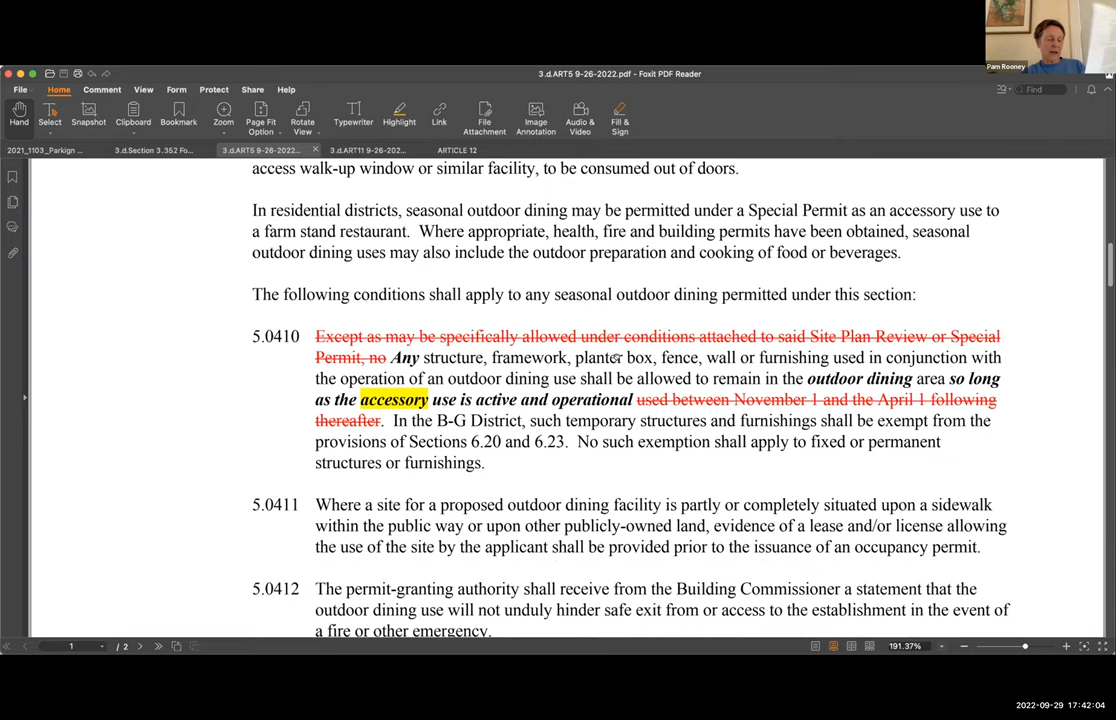 Pam Rooney
3.d.ART5 9-26-2022.pdf - Foxit PDF Reader
File Home Comment View Form Protect Share Help
Find
Hand Select Snapshot Clipboard Bookmark Zoom Page Fit Option Rotate View Typewriter Highlight Link File Attachment Image Annotation Audio & Video Fill & Sign
2021_1103_Parkign ... 3.d.Section 3.352 Fo... 3.d.ART5 9-26-2022... 3.d.ART11 9-26-202... ARTICLE 12
access walk-up window or similar facility, to be consumed out of doors.
In residential districts, seasonal outdoor dining may be permitted under a Special Permit as an accessory use to
a farm stand restaurant. Where appropriate, health, fire and building permits have been obtained, seasonal
outdoor dining uses may also include the outdoor preparation and cooking of food or beverages.
The following conditions shall apply to any seasonal outdoor dining permitted under this section:
5.0410 Except as may be specifically allowed under conditions attached to said Site Plan Review or Special
Permit, no Any structure, framework, planter box, fence, wall or furnishing used in conjunction with
the operation of an outdoor dining use shall be allowed to remain in the outdoor dining area so long
as the accessory use is active and operational used between November 1 and the April 1 following
thereafter. In the B-G District, such temporary structures and furnishings shall be exempt from the
provisions of Sections 6.20 and 6.23. No such exemption shall apply to fixed or permanent
structures or furnishings.
5.0411 Where a site for a proposed outdoor dining facility is partly or completely situated upon a sidewalk
within the public way or upon other publicly-owned land, evidence of a lease and/or license allowing
the use of the site by the applicant shall be provided prior to the issuance of an occupancy permit.
5.0412 The permit-granting authority shall receive from the Building Commissioner a statement that the
outdoor dining use will not unduly hinder safe exit from or access to the establishment in the event of
a fire or other emergency.
1 / 2
191.37%
2022-09-29 17:42:04